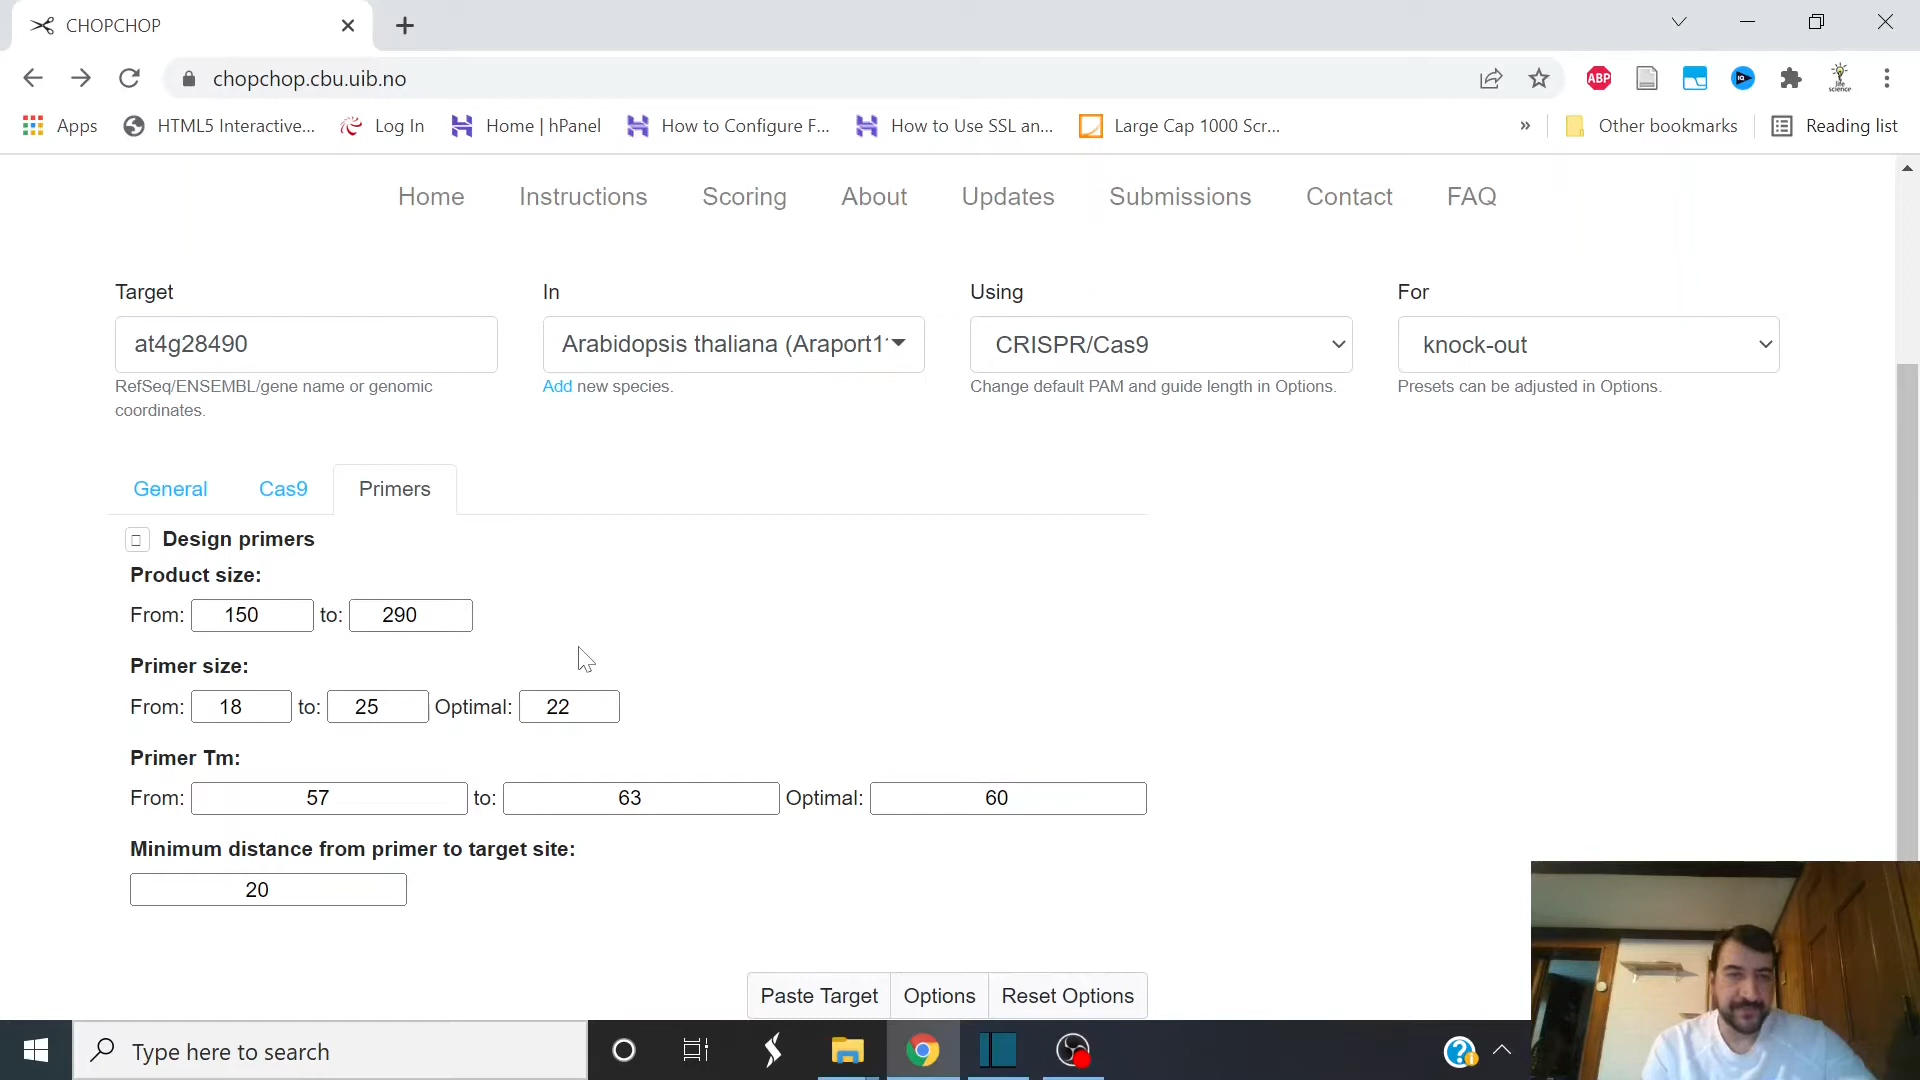 CHOPCHOP
chopchop.cbu.uib.no
ABP
IQ
life science
Apps
HTML5 Interactive...
Log In
Home | hPanel
How to Configure F...
How to Use SSL an...
Large Cap 1000 Scr...
»
Other bookmarks
Reading list
Home Instructions Scoring About Updates Submissions Contact FAQ
Target In Using For
at4g28490 Arabidopsis thaliana (Araport1 CRISPR/Cas9 knock-out
RefSeq/ENSEMBL/gene name or genomic Add new species. Change default PAM and guide length in Options. Presets can be adjusted in Options.
coordinates.
General Cas9 Primers
Design primers
Product size:
From: 150 to: 290
Primer size:
From: 18 to: 25 Optimal: 22
Primer Tm:
From: 57 to: 63 Optimal: 60
Minimum distance from primer to target site:
20
Paste Target Options Reset Options
Type here to search